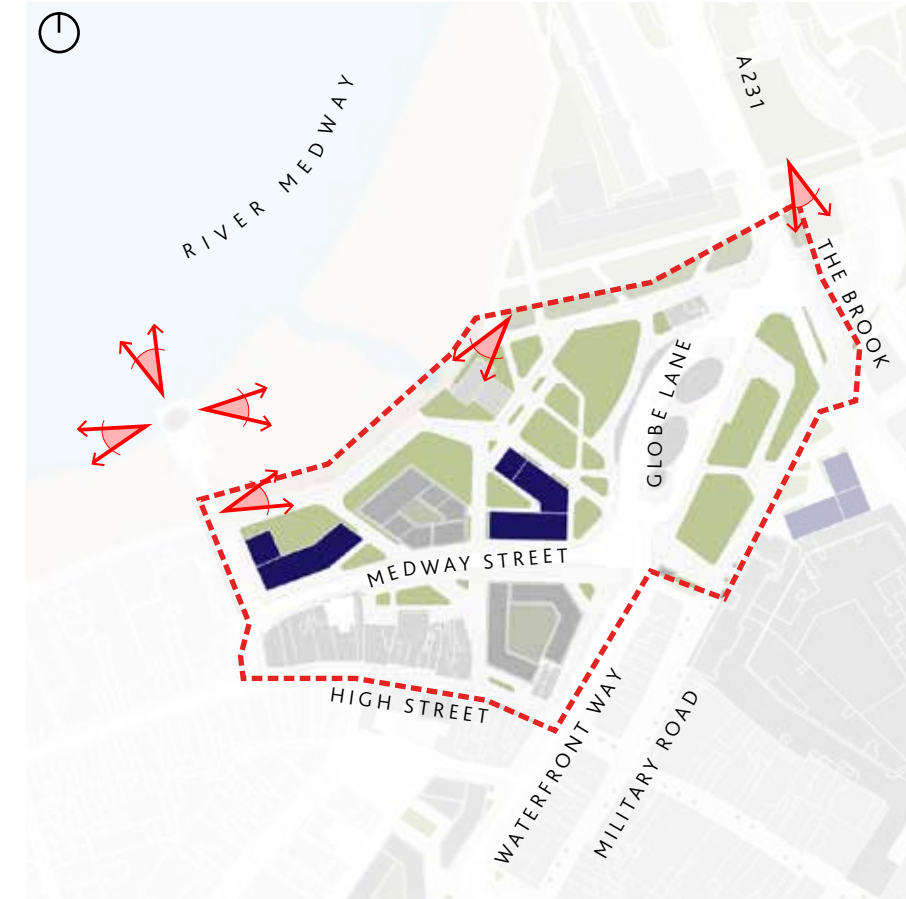 A231
RIVER MEDWAY
THE BROOK
GLOBE LANE
MEDWAY STREET
HIGH STREET
WATERFRONT WAY
MILITARY ROAD